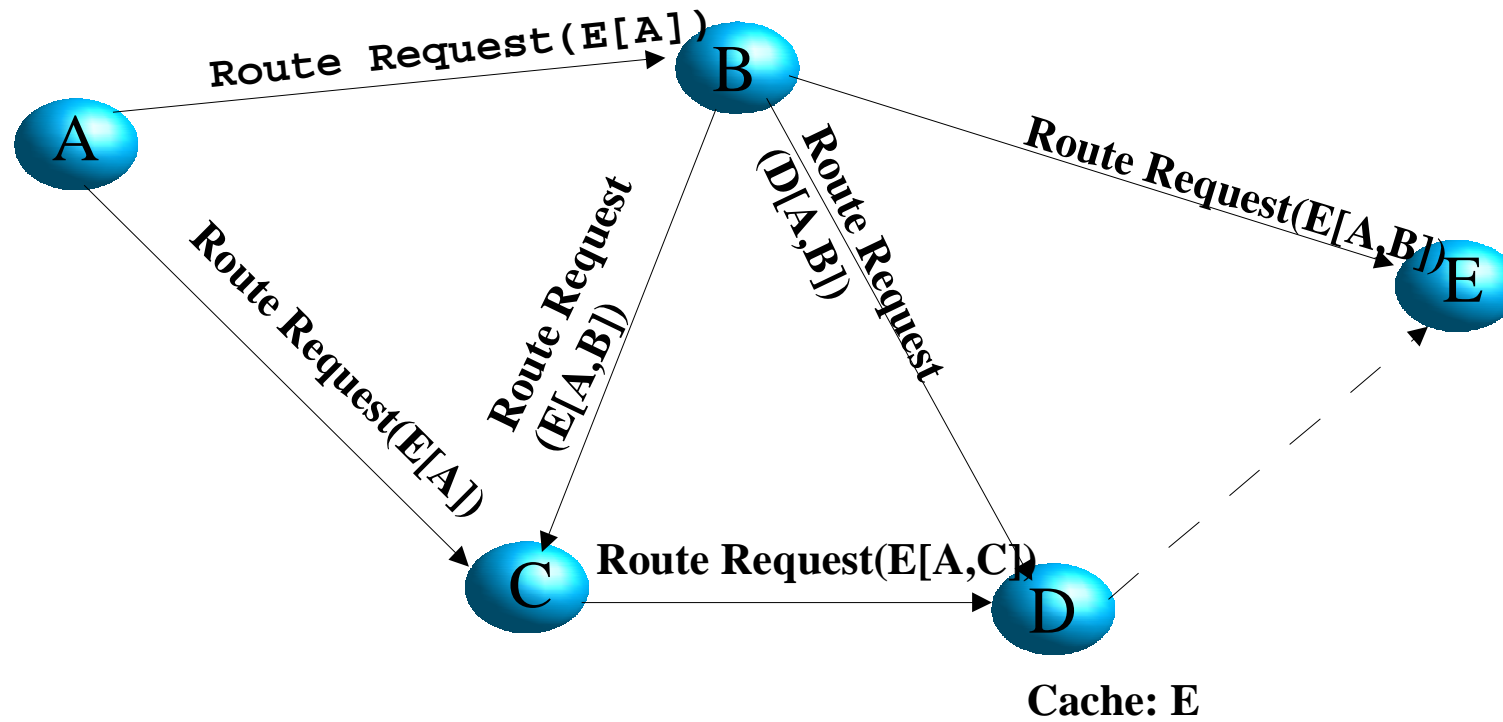 Route Request(E[A])
B
A
Route Request(E[A,B])
Route Request
(D[A,B])
Route Request
(E[A,B])
Route Request(E[A])
E
Route Request(E[A,C])
C
D
Cache: E